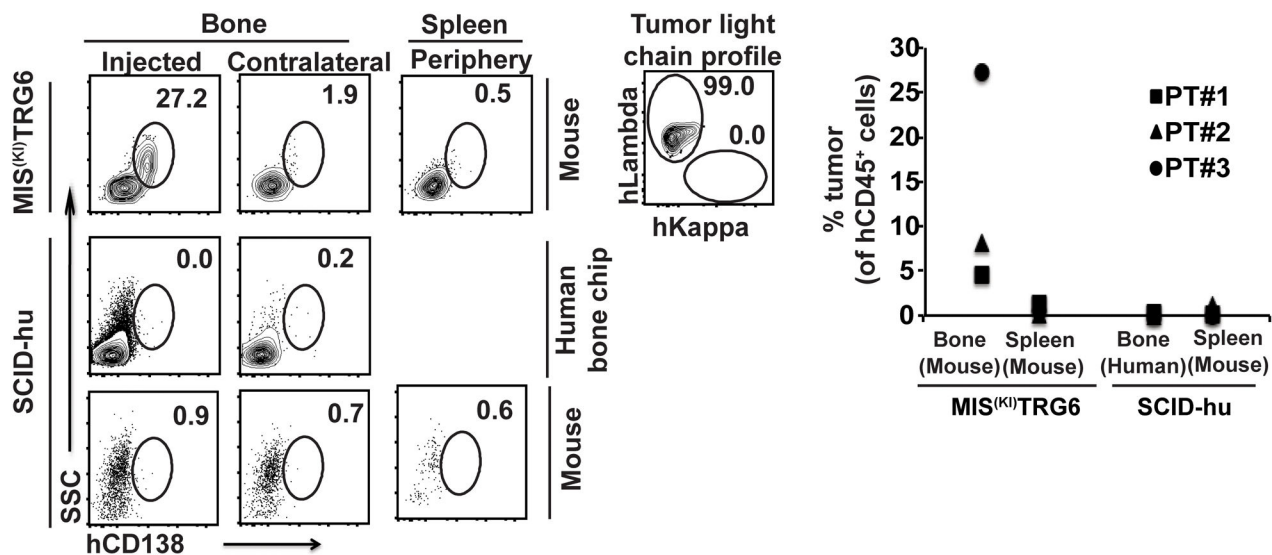 Bone
Spleen
Injected
Contralateral
Periphery
MIS(KI)TRG6
27.2
1.9
0.5
Mouse
SCID-hu
0.0
0.2
Human
bone chip
0.9
0.7
0.6
Mouse
SSC
hCD138
Tumor light
chain profile
99.0
0.0
hLambda
hKappa
% tumor
(of hCD45+ cells)
30
25
20
15
10
5
0
PT#1
PT#2
PT#3
Bone
(Mouse)
Spleen
(Mouse)
Bone
(Human)
Spleen
(Mouse)
MIS(KI)TRG6
SCID-hu